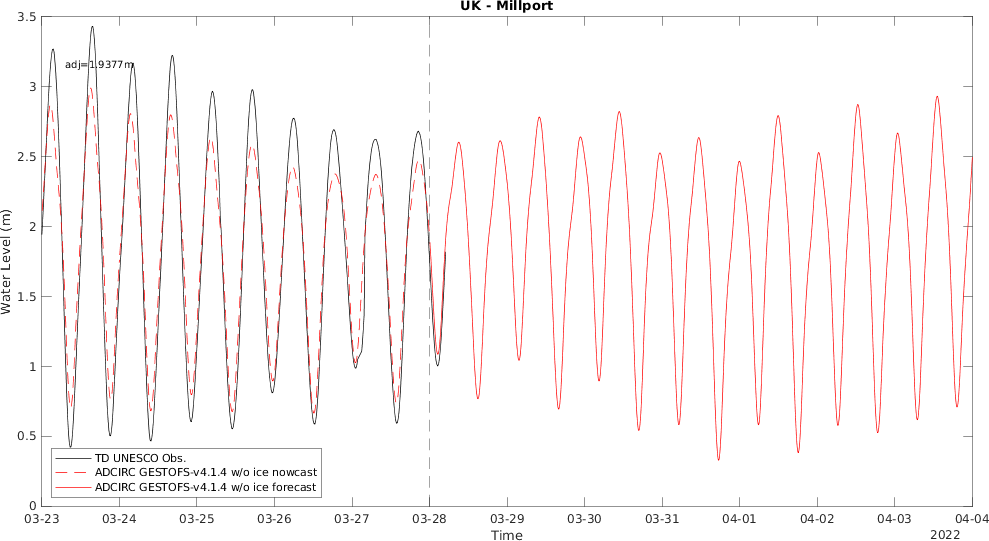 UK - Millport
3.5
3
2.5
2
1.5
1
0.5
0
Water Level (m)
adj=1.9377m
TD UNESCO Obs.
ADCIRC GESTOFS-v4.1.4 w/o ice nowcast
ADCIRC GESTOFS-v4.1.4 w/o ice forecast
03-23 03-24 03-25 03-26 03-27 03-28 03-29 03-30 03-31 04-01 04-02 04-03 04-04
Time
2022